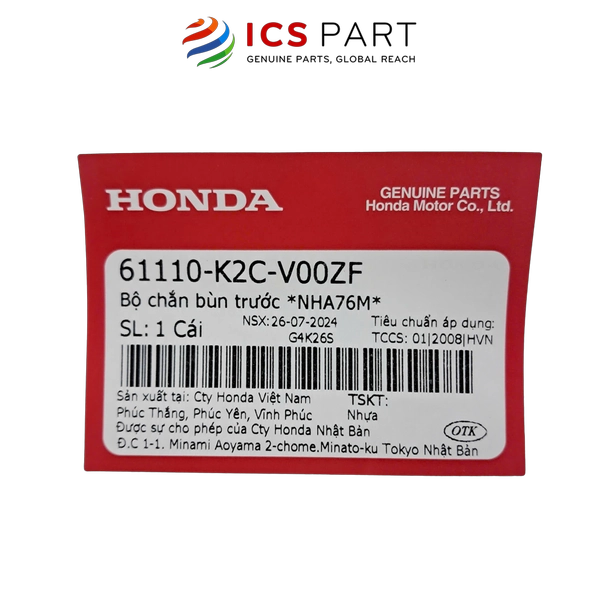 ICS PART
GENUINE PARTS, GLOBAL REACH
HONDA
GENUINE PARTS
Honda Motor Co., Ltd.
61110-K2C-V00ZF
Bộ chắn bùn trước *NHA76M*
SL: 1 Cái
NSX: 26-07-2024
G4K26S
Tiêu chuẩn áp dụng:
TCCS: 01|2008|HVN
Sản xuất tại: Cty Honda Việt Nam
Phúc Thắng, Phúc Yên, Vĩnh Phúc
TSKT:
Nhựa
Được sự cho phép của Cty Honda Nhật Bản
Đ.C 1-1. Minami Aoyama 2-chome.Minato-ku Tokyo Nhật Bản
OTK